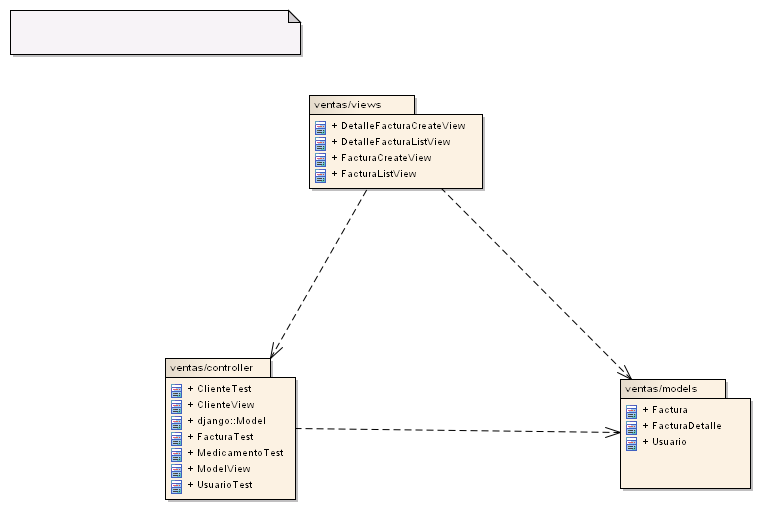 ventas/views
+ DetalleFacturaCreateView
+ DetalleFacturaListView
+ FacturaCreateView
+ FacturaListView
ventas/controller
+ ClienteTest
+ ClienteView
+ django::Model
+ FacturaTest
+ MedicamentoTest
+ ModelView
+ UsuarioTest
ventas/models
+ Factura
+ FacturaDetalle
+ Usuario